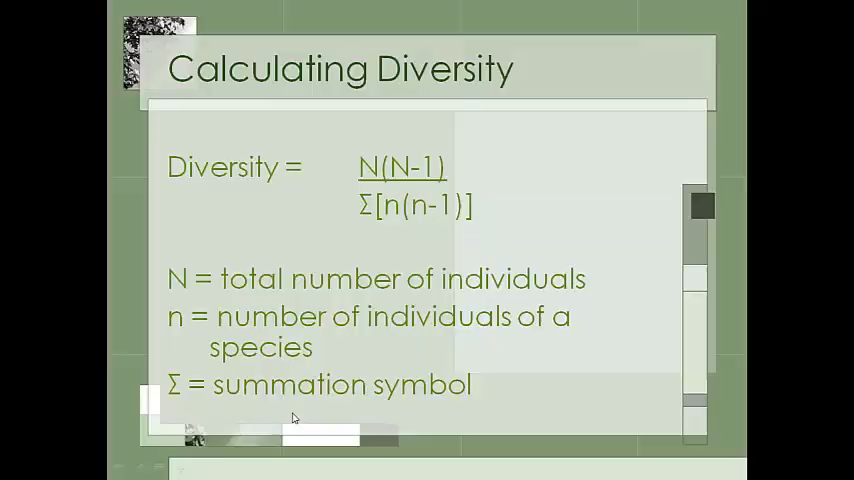 Calculating Diversity
Diversity = N(N-1)
Σ[n(n-1)]
N = total number of individuals
n = number of individuals of a
species
Σ = summation symbol